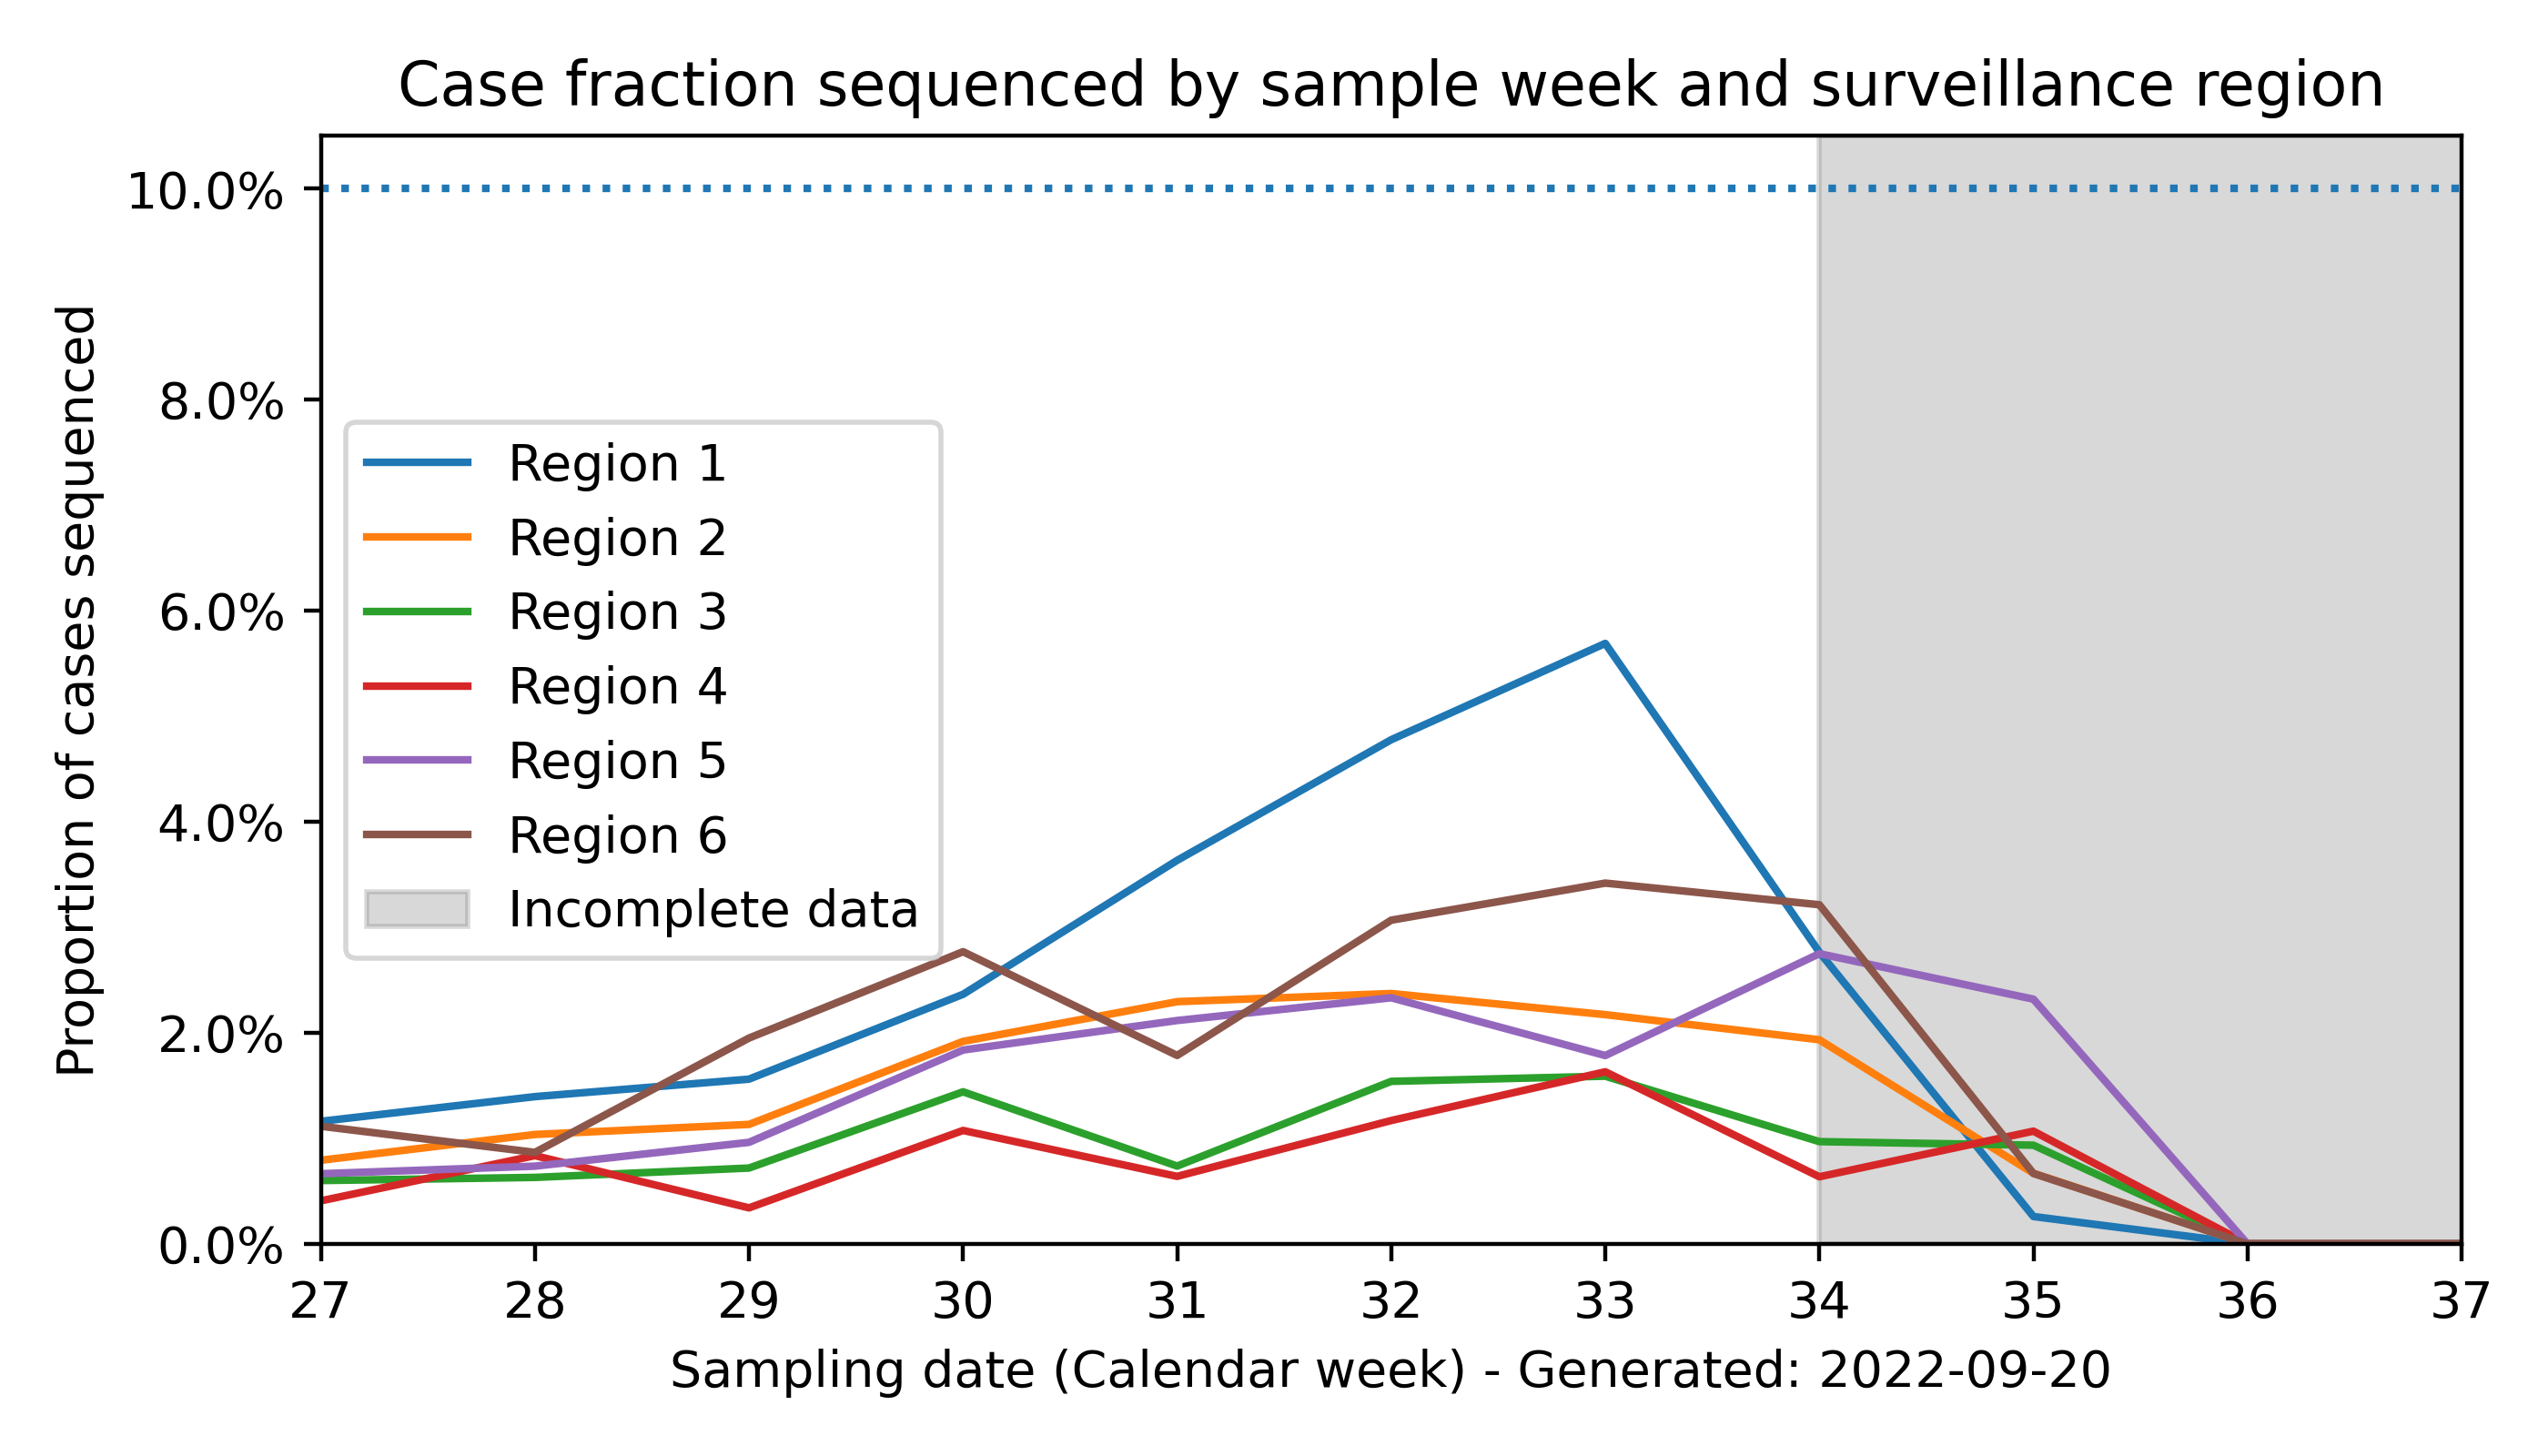 Case fraction sequenced by sample week and surveillance region
Proportion of cases sequenced
10.0%
8.0%
6.0%
4.0%
2.0%
0.0%
Region 1
Region 2
Region 3
Region 4
Region 5
Region 6
Incomplete data
27 28 29 30 31 32 33 34 35 36 37
Sampling date (Calendar week) - Generated: 2022-09-20